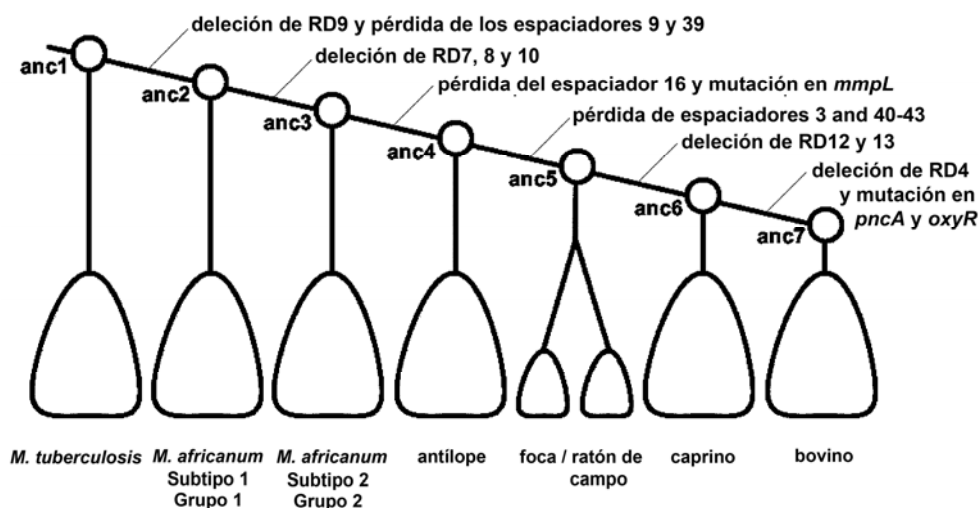 deleción de RD9 y pérdida de los espaciadores 9 y 39
deleción de RD7, 8 y 10
pérdida del espaciador 16 y mutación en mmpL
pérdida de espaciadores 3 and 40-43
deleción de RD12 y 13
deleción de RD4
y mutación en
pncA y oxyR
anc1
anc2
anc3
anc4
anc5
anc6
anc7
M. tuberculosis
M. africanum
Subtipo 1
Grupo 1
M. africanum
Subtipo 2
Grupo 2
antílope
foca / ratón de
campo
caprino
bovino